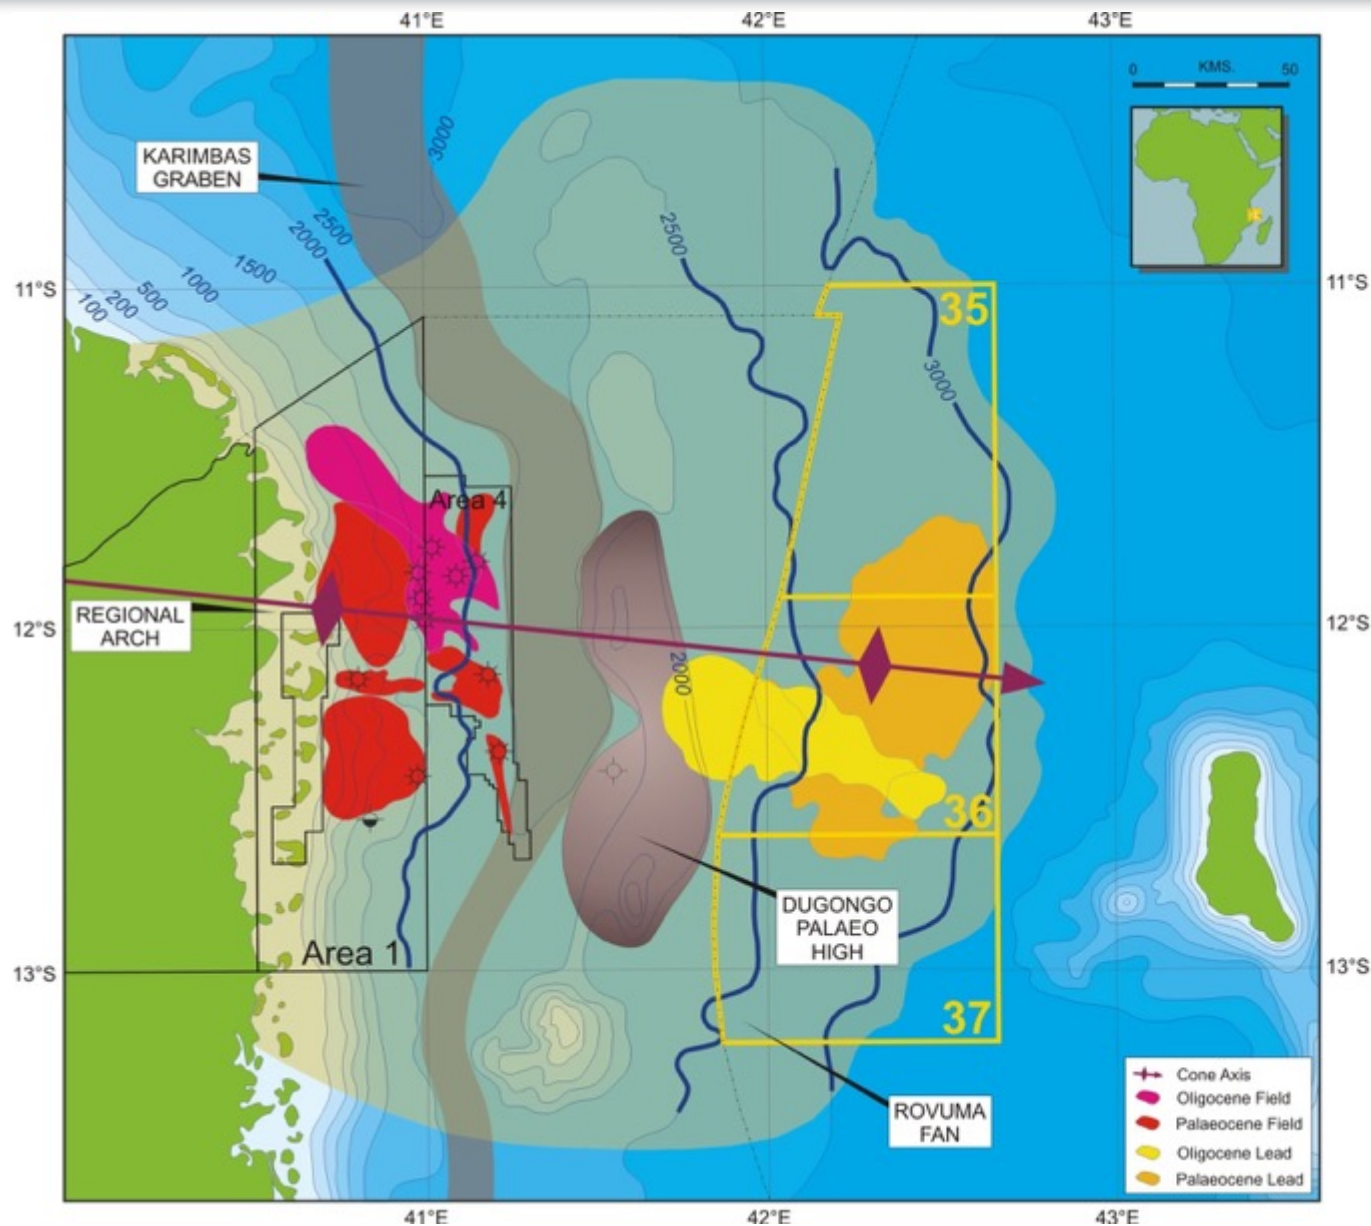 41°E
42°E
43°E
0 KMS. 50
KARIMBAS
GRABEN
3000
2500
2000
1500
1000
500
200
100
2500
11°S
11°S
35
3000
Area 4
REGIONAL
ARCH
12°S
12°S
2000
36
DUGONGO
PALAEO
HIGH
Area 1
13°S
13°S
37
ROVUMA
FAN
Cone Axis
Oligocene Field
Palaeocene Field
Oligocene Lead
Palaeocene Lead
41°E
42°E
43°E